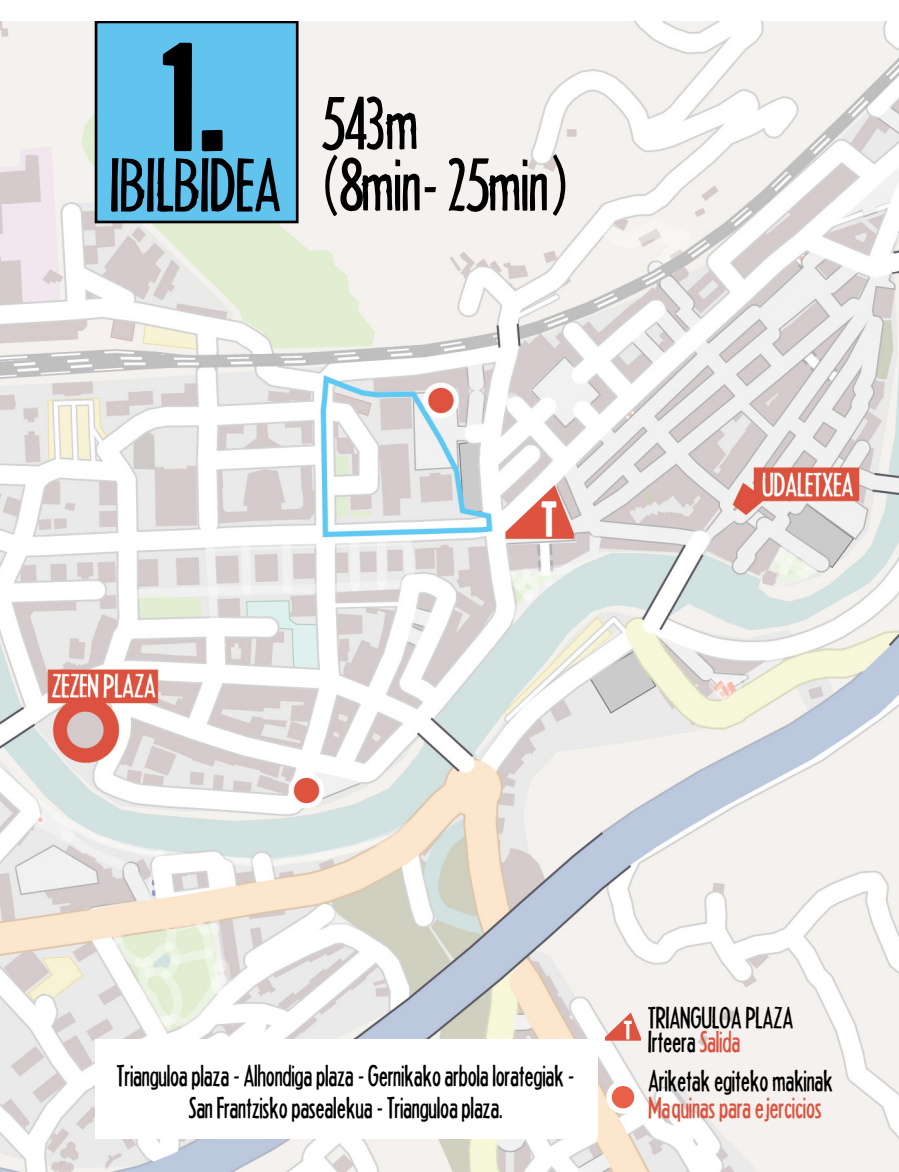 1.
IBILBIDEA
543m
(8min- 25min)
UDALETXEA
T
ZEZEN PLAZA
T
TRIANGULOA PLAZA
Irteera Salida
Ariketak egiteko makinak
Maquinas para ejercicios
Trianguloa plaza - Alhondiga plaza - Gernikako arbola lorategiak -
San Frantzisko pasealekua - Trianguloa plaza.